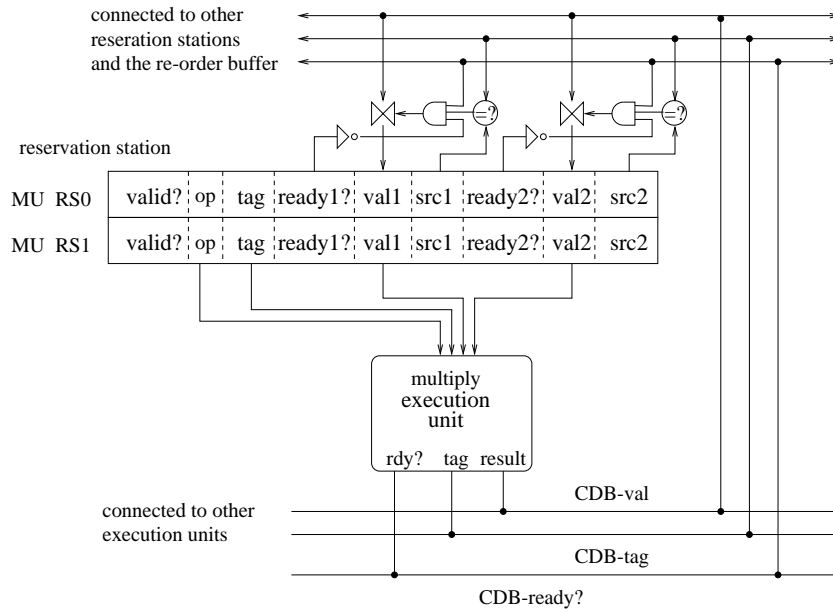 connected to other
reseration stations
and the re-order buffer
=? =?
reservation station
MU RS0 valid? op tag ready1? val1 src1 ready2? val2 src2
MU RS1 valid? op tag ready1? val1 src1 ready2? val2 src2
multiply
execution
unit
rdy? tag result
CDB-val
connected to other
execution units
CDB-tag
CDB-ready?